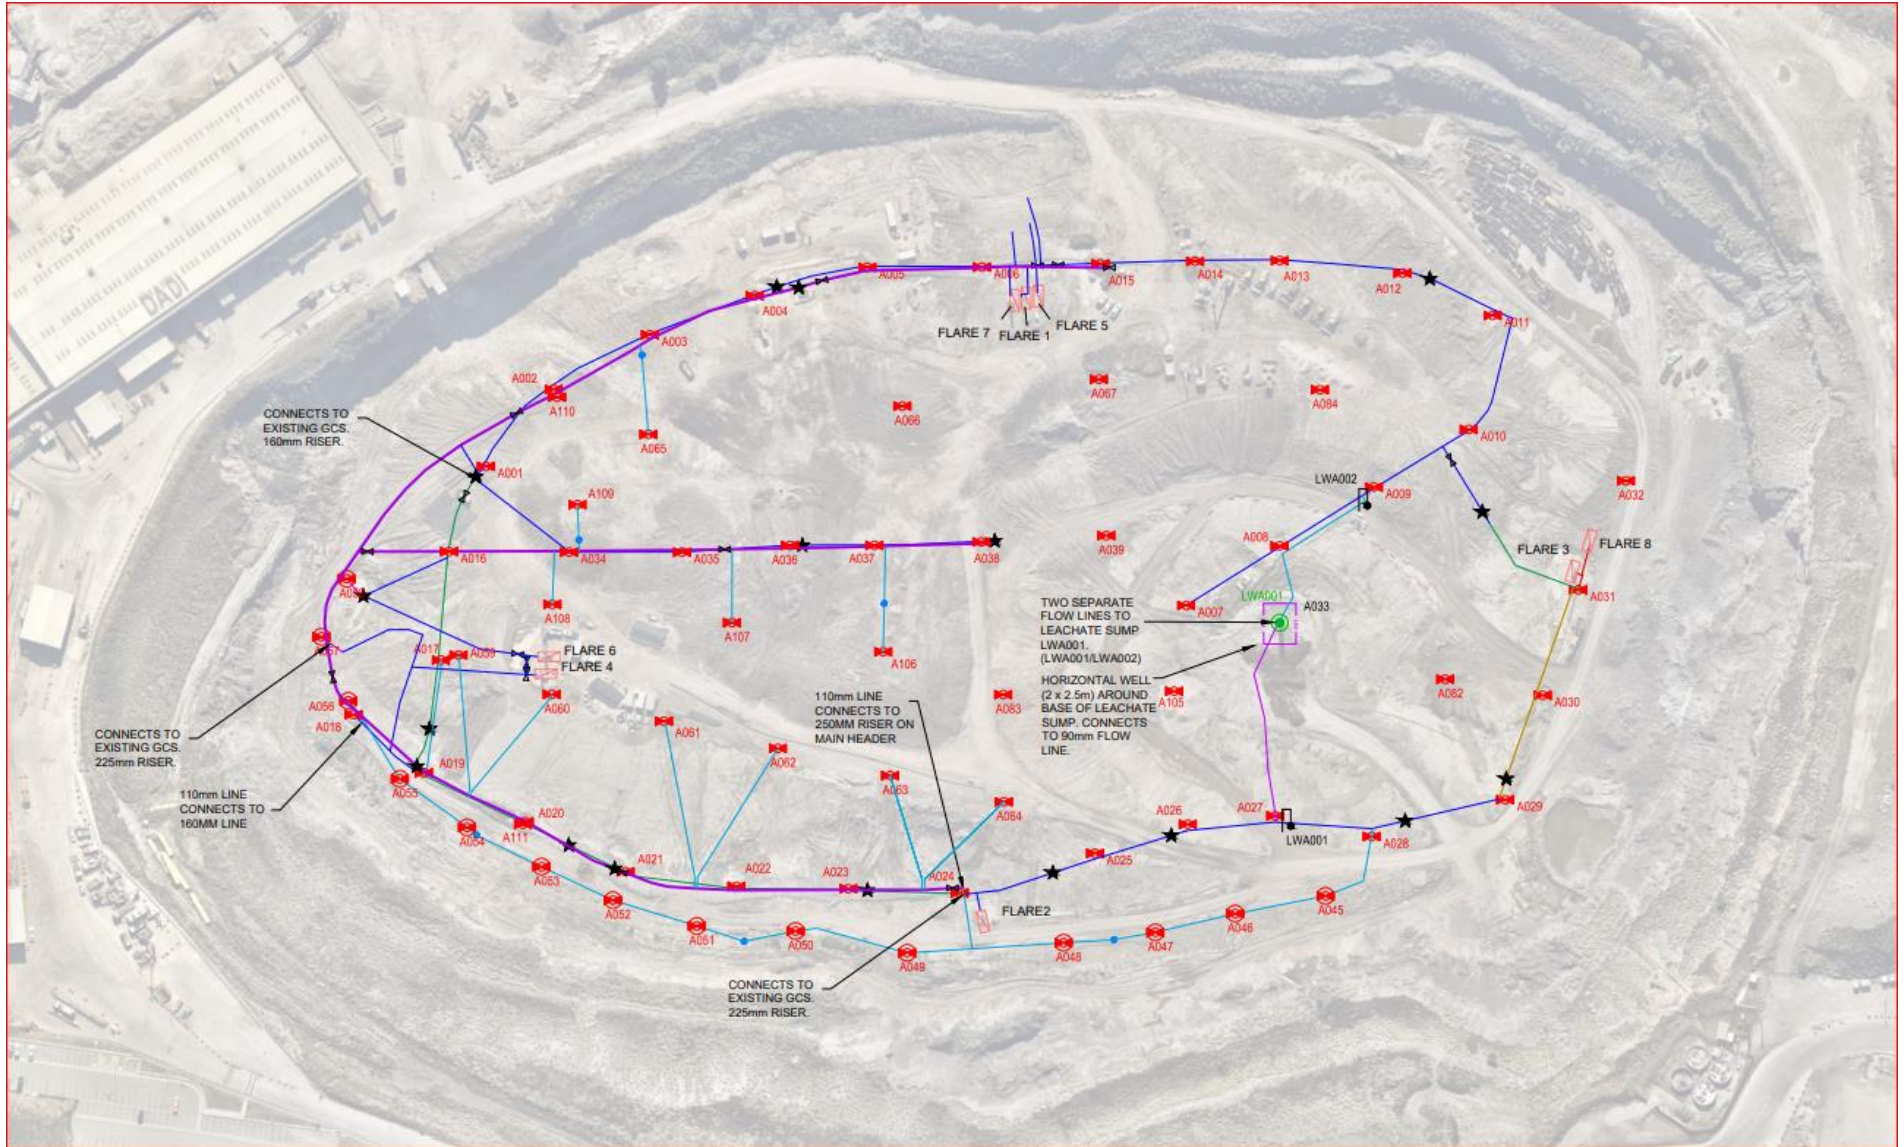 DADI
A005
A006
A015
A014
A013
A012
A004
A011
FLARE 7
FLARE 1
FLARE 5
A003
A002
A110
A067
A084
A066
CONNECTS TO
EXISTING GCS.
160mm RISER.
A065
A010
A001
LWA002
A009
A032
A109
A016
A034
A035
A036
A037
A038
A039
A008
FLARE 3
FLARE 8
A031
LWA001
A033
A007
TWO SEPARATE
FLOW LINES TO
LEACHATE SUMP
LWA001.
(LWA001/LWA002)
A108
A107
A106
A017
A059
FLARE 6
FLARE 4
A060
HORIZONTAL WELL
(2 x 2.5m) AROUND
BASE OF LEACHATE
SUMP. CONNECTS
TO 90mm FLOW
LINE.
A105
A083
A082
A030
A056
A018
110mm LINE
CONNECTS TO
250MM RISER ON
MAIN HEADER
A061
A062
CONNECTS TO
EXISTING GCS.
225mm RISER.
A019
A055
A063
A064
110mm LINE
CONNECTS TO
160MM LINE
A020
A111
A054
A026
A027
LWA001
A028
A029
A025
A053
A021
A022
A023
A024
FLARE2
A052
A051
A050
A049
A048
A047
A046
A045
CONNECTS TO
EXISTING GCS.
225mm RISER.